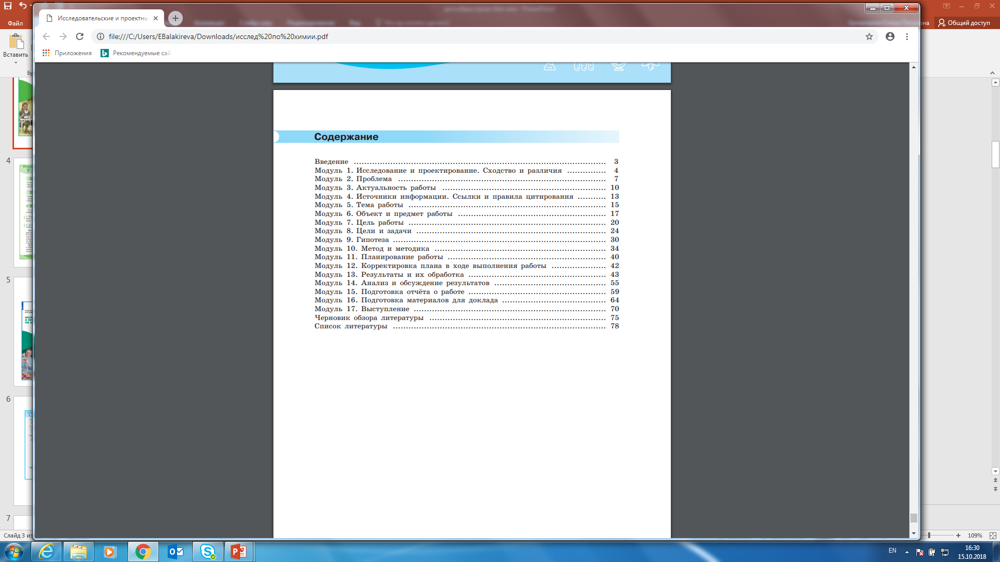 Файл
Общий доступ
Вставить
Исследовательские и проектны
file:///C:/Users/EBalakireva/Downloads/исслед%20по%20химии.pdf
Приложения
Рекомендуемые сай
Содержание
Введение ........ 3
Модуль 1. Исследование и проектирование. Сходство и различия ........ 4
Модуль 2. Проблема ........ 7
Модуль 3. Актуальность работы ........ 10
Модуль 4. Источники информации. Ссылки и правила цитирования ........ 13
Модуль 5. Тема работы ........ 15
Модуль 6. Объект и предмет работы ........ 17
Модуль 7. Цель работы ........ 20
Модуль 8. Цели и задачи ........ 24
Модуль 9. Гипотеза ........ 30
Модуль 10. Метод и методика ........ 34
Модуль 11. Планирование работы ........ 40
Модуль 12. Корректировка плана в ходе выполнения работы ........ 42
Модуль 13. Результаты и их обработка ........ 43
Модуль 14. Анализ и обсуждение результатов ........ 55
Модуль 15. Подготовка отчёта о работе ........ 59
Модуль 16. Подготовка материалов для доклада ........ 64
Модуль 17. Выступление ........ 70
Черновик обзора литературы ........ 75
Список литературы ........ 78
4
5
6
7
Слайд 3 из
109%
EN
16:30
15.10.2018